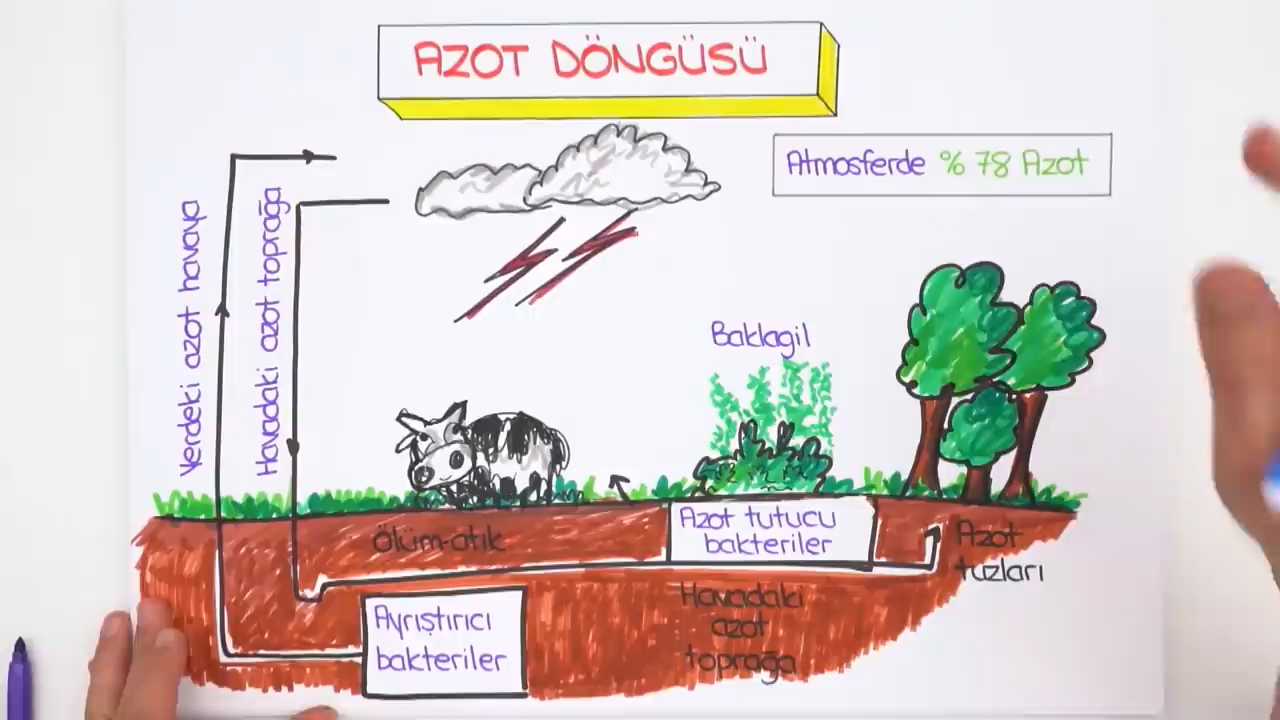 AZOT DÖNGÜSÜ
Atmosferde % 78 Azot
Yerdeki azot havaya
Havadaki azot toprağa
Baklagil
Ölüm-atık
Azot tutucu
bakteriler
Azot
tuzları
Havadaki
azot
toprağa
Ayrıştırıcı
bakteriler